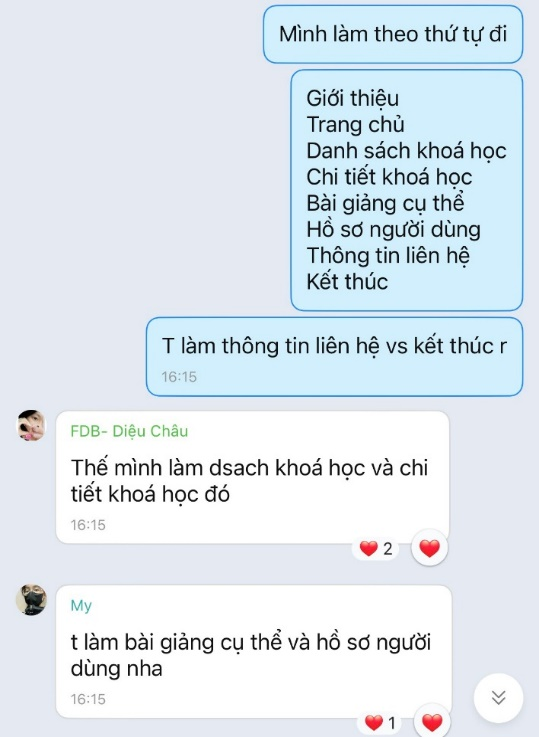 Mình làm theo thứ tự đi
Giới thiệu
Trang chủ
Danh sách khoá học
Chi tiết khoá học
Bài giảng cụ thể
Hồ sơ người dùng
Thông tin liên hệ
Kết thúc
T làm thông tin liên hệ vs kết thúc r
16:15
FDB- Diệu Châu
Thế mình làm dsach khoá học và chi
tiết khoá học đó
16:15
2
My
t làm bài giảng cụ thể và hồ sơ người
dùng nha
16:15
1